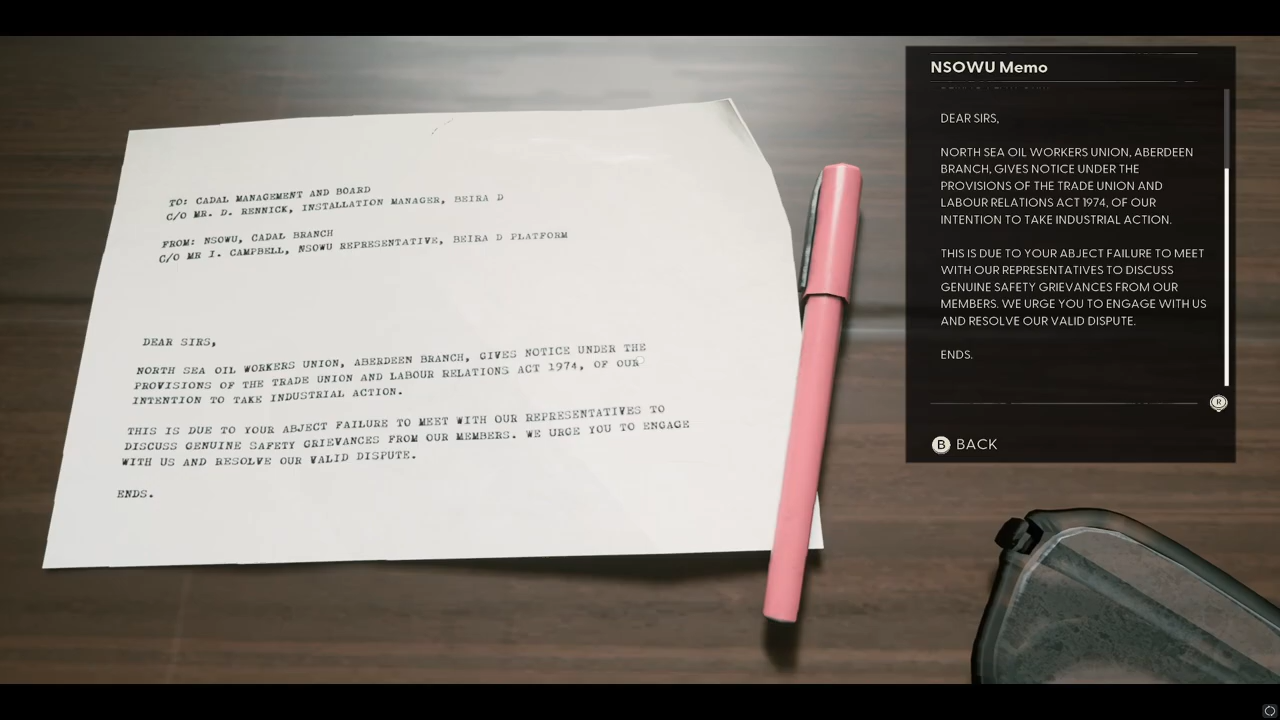 TO: CADAL MANAGEMENT AND BOARD
C/O MR. D. RENNICK, INSTALLATION MANAGER, BEIRA D
FROM: NSOWU, CADAL BRANCH
C/O MR I. CAMPBELL, NSOWU REPRESENTATIVE, BEIRA D PLATFORM
DEAR SIRS,
NORTH SEA OIL WORKERS UNION, ABERDEEN BRANCH, GIVES NOTICE UNDER THE
PROVISIONS OF THE TRADE UNION AND LABOUR RELATIONS ACT 1974, OF OUR
INTENTION TO TAKE INDUSTRIAL ACTION.
THIS IS DUE TO YOUR ABJECT FAILURE TO MEET WITH OUR REPRESENTATIVES TO
DISCUSS GENUINE SAFETY GRIEVANCES FROM OUR MEMBERS. WE URGE YOU TO ENGAGE
WITH US AND RESOLVE OUR VALID DISPUTE.
ENDS.
NSOWU Memo
DEAR SIRS,
NORTH SEA OIL WORKERS UNION, ABERDEEN
BRANCH, GIVES NOTICE UNDER THE
PROVISIONS OF THE TRADE UNION AND
LABOUR RELATIONS ACT 1974, OF OUR
INTENTION TO TAKE INDUSTRIAL ACTION.
THIS IS DUE TO YOUR ABJECT FAILURE TO MEET
WITH OUR REPRESENTATIVES TO DISCUSS
GENUINE SAFETY GRIEVANCES FROM OUR
MEMBERS. WE URGE YOU TO ENGAGE WITH US
AND RESOLVE OUR VALID DISPUTE.
ENDS.
R
B BACK